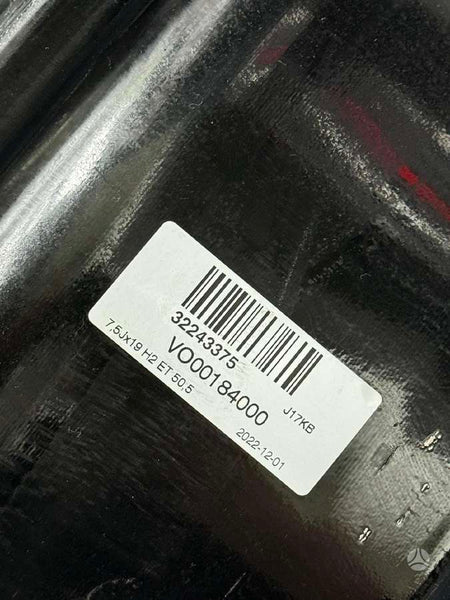 32243375
VO00184000
7.5Jx19 H2 ET 50,5
J17KB
2022-12-01